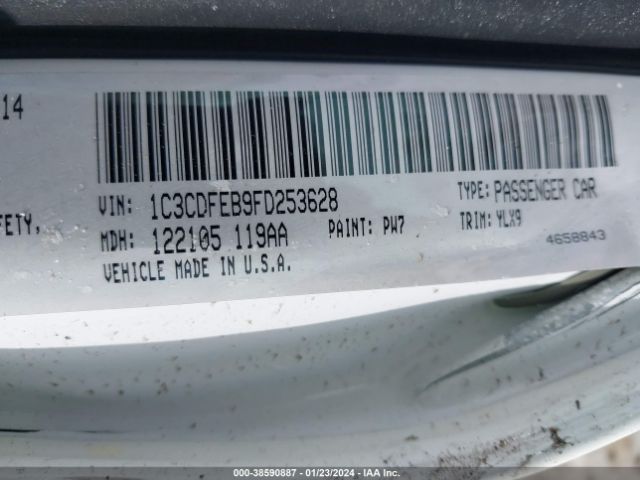 14
VIN: 1C3CDFEB9FD253628
TYPE: PASSENGER CAR
FETY,
MDH: 122105 119AA
PAINT: PW7
TRIM: YLX9
4658843
VEHICLE MADE IN U.S.A.
000-38590887 - 01/23/2024 - IAA Inc.